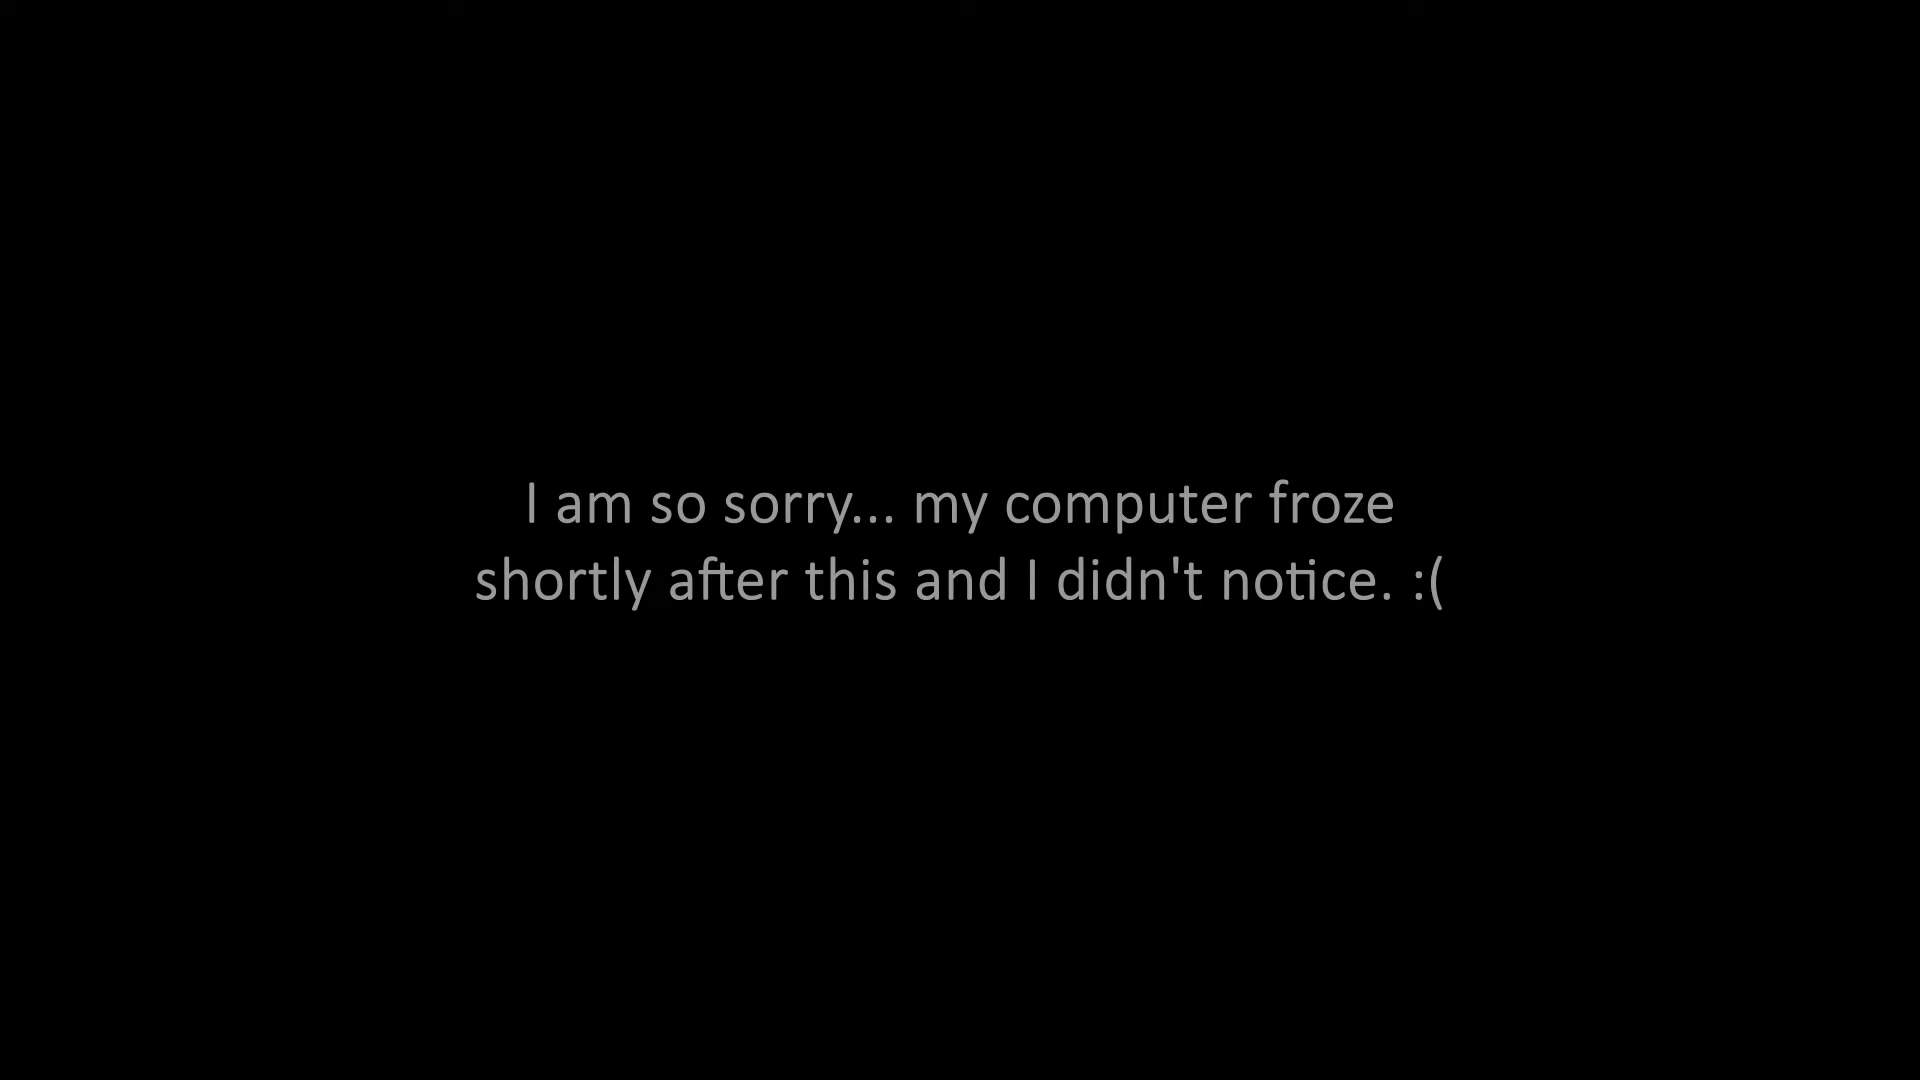 I am so sorry... my computer froze
shortly after this and I didn't notice. :(